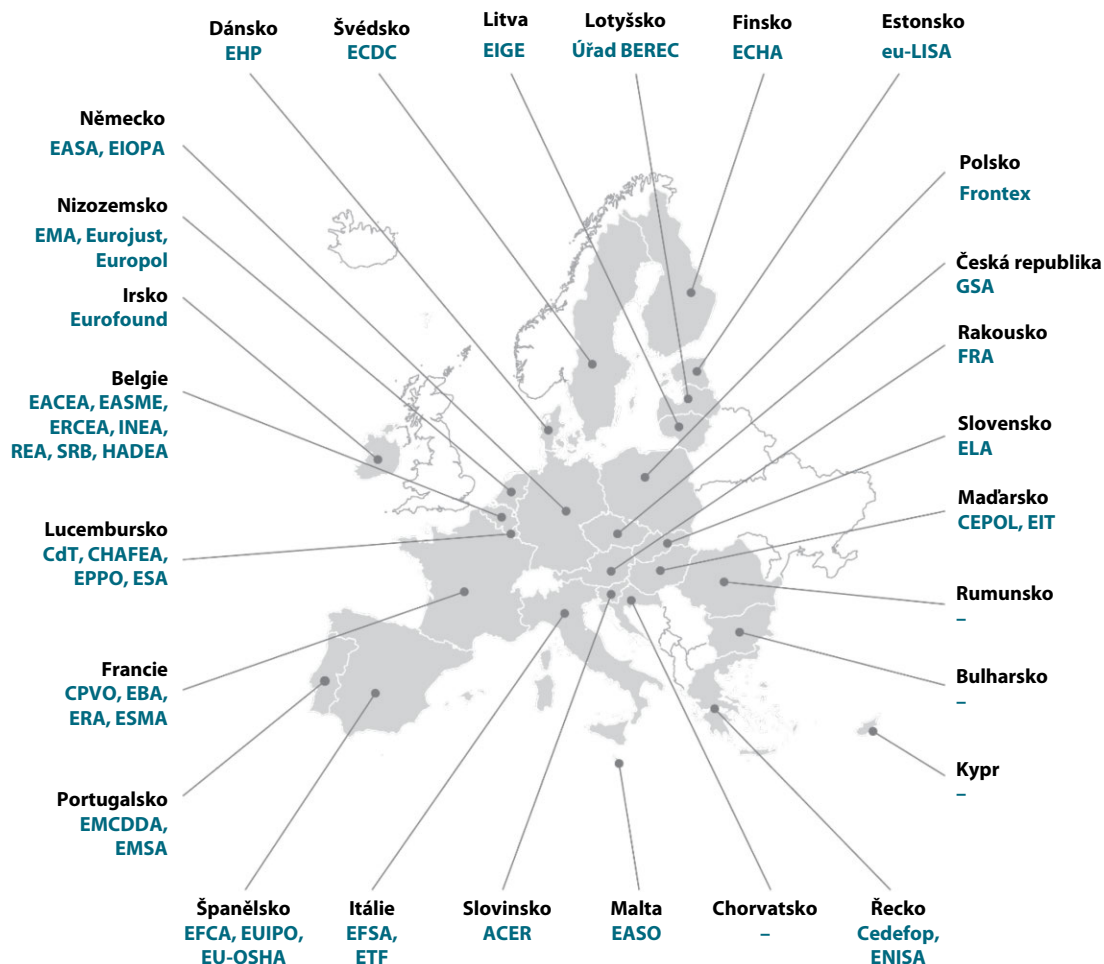 Dánsko
EHP
Švédsko
ECDC
Litva
EIGE
Lotyšsko
Úřad BEREC
Finsko
ECHA
Estonsko
eu-LISA
Německo
EASA, EIOPA
Nizozemsko
EMA, Eurojust,
Europol
Irsko
Eurofound
Belgie
EACEA, EASME,
ERCEA, INEA,
REA, SRB, HADEA
Lucembursko
CdT, CHAFEA,
EPPO, ESA
Francie
CPVO, EBA,
ERA, ESMA
Portugalsko
EMCDDA,
EMSA
Polsko
Frontex
Česká republika
GSA
Rakousko
FRA
Slovensko
ELA
Maďarsko
CEPOL, EIT
Rumunsko
–
Bulharsko
–
Kypr
–
Španělsko
EFCA, EUIPO,
EU-OSHA
Itálie
EFSA,
ETF
Slovinsko
ACER
Malta
EASO
Chorvatsko
–
Řecko
Cedefop,
ENISA